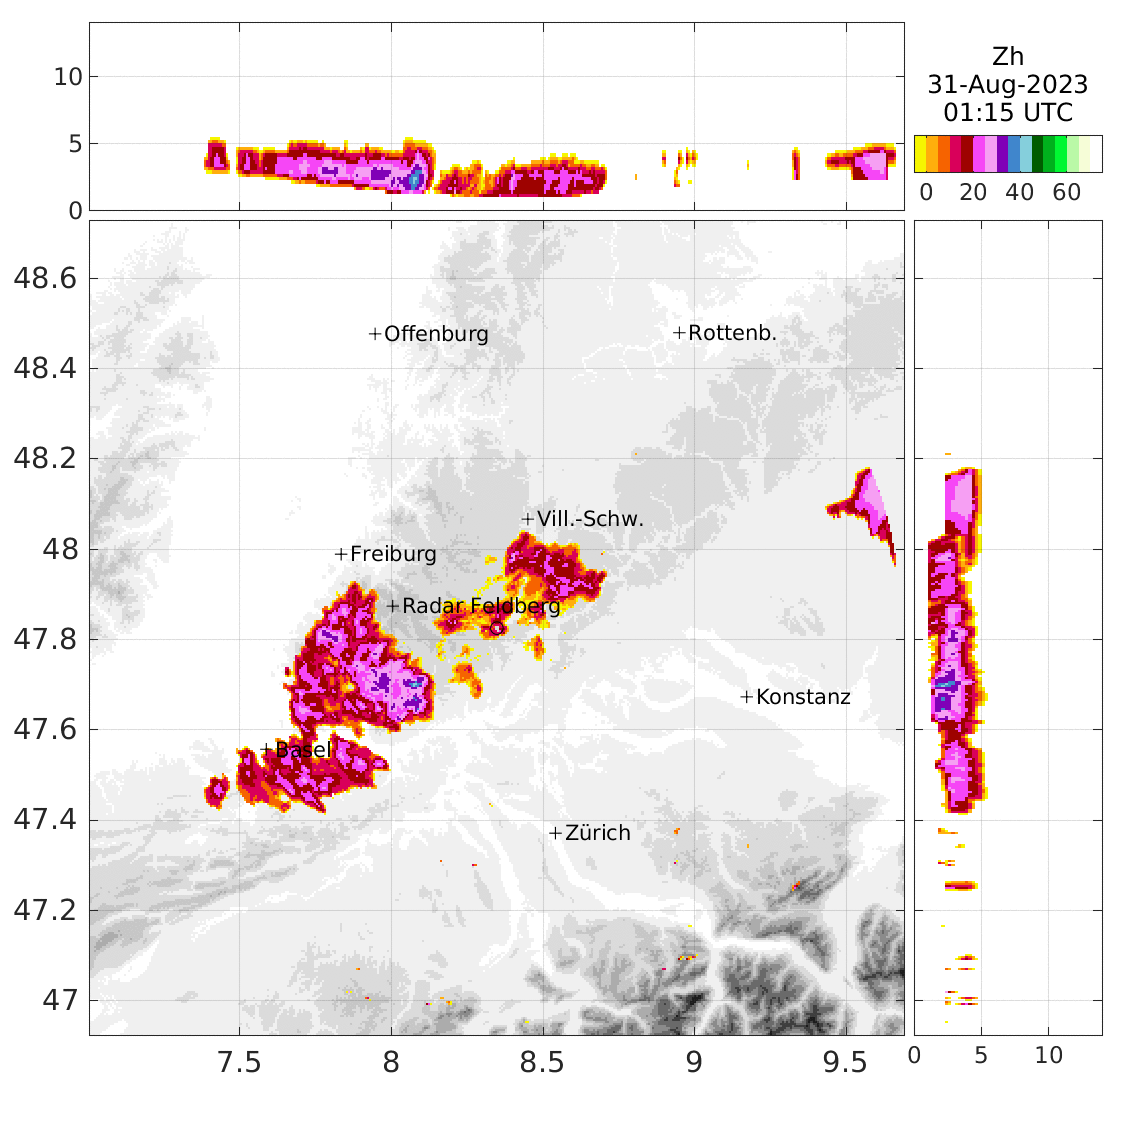 10
5
0
Zh
31-Aug-2023
01:15 UTC
0 20 40 60
48.6
48.4
48.2
48
47.8
47.6
47.4
47.2
47
+Offenburg
+Rottenb.
+Vill.-Schw.
+Freiburg
+Radar Feldberg
+Konstanz
+Basel
+Zürich
7.5 8 8.5 9 9.5
0 5 10